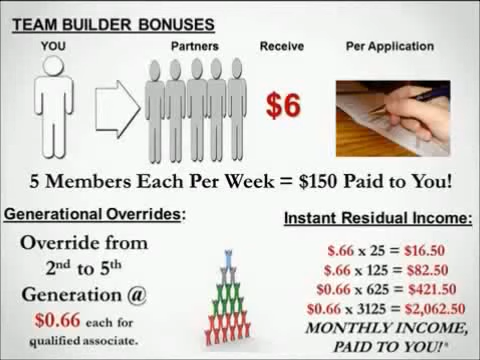 TEAM BUILDER BONUSES
YOU Partners Receive Per Application
$6
5 Members Each Per Week = $150 Paid to You!
Generational Overrides:
Override from
2nd to 5th
Generation @
$0.66 each for
qualified associate.
Instant Residual Income:
$.66 x 25 = $16.50
$.66 x 125 = $82.50
$0.66 x 625 = $421.50
$0.66 x 3125 = $2,062.50
MONTHLY INCOME,
PAID TO YOU!*